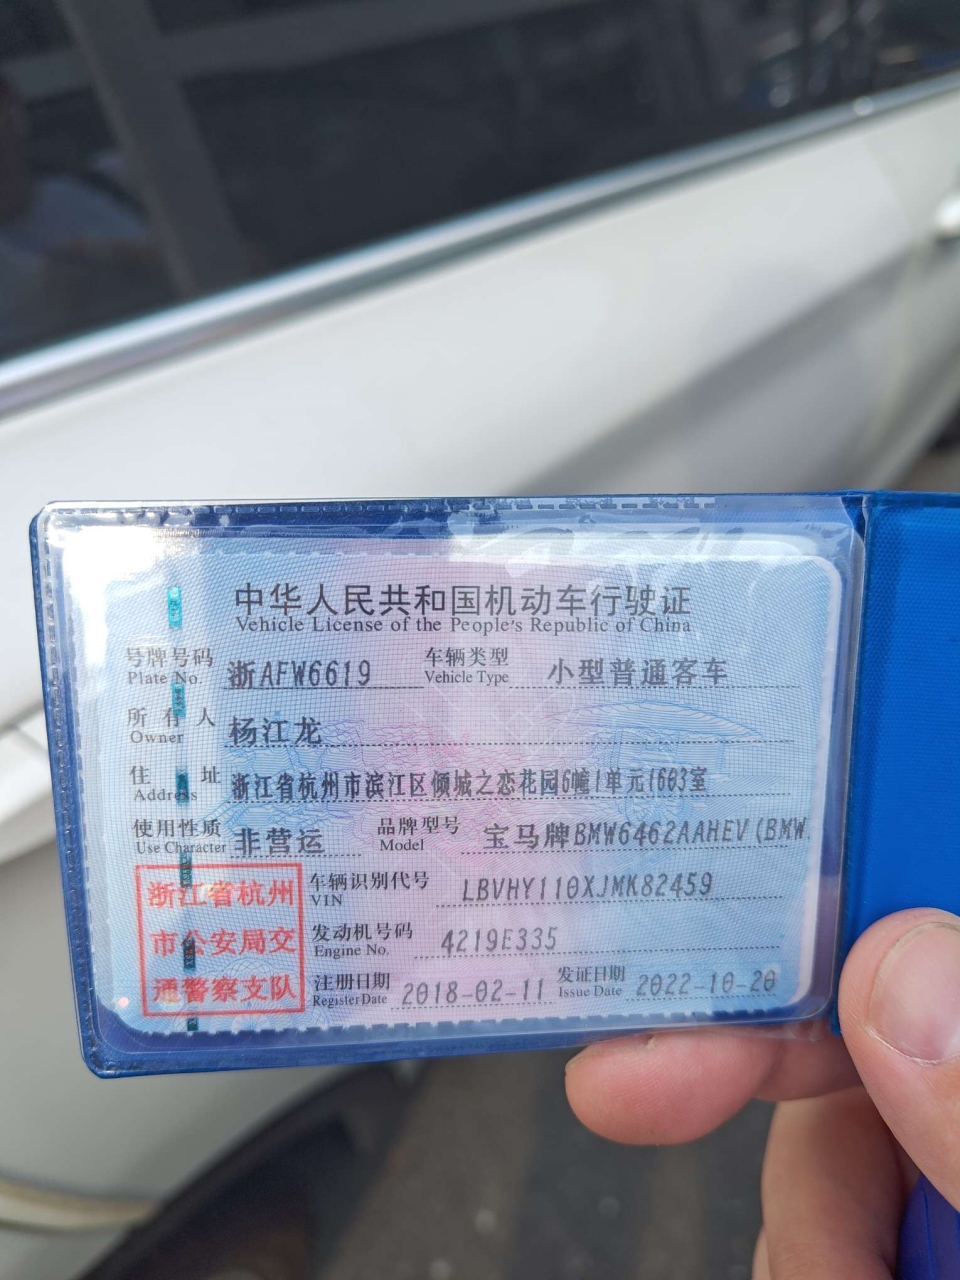 中华人民共和国机动车行驶证
Vehicle License of the People's Republic of China
号牌号码 浙AFW6619 车辆类型 小型普通客车
Plate No. Vehicle Type
所有人 杨江龙
Owner
住址 浙江省杭州市滨江区倾城之恋花园6幢1单元1603室
Address
使用性质 非营运 品牌型号 宝马牌BMW6462AAHEV(BMW
Use Character Model
浙江省杭州
市公安局交
通警察支队
车辆识别代号 LBVHY110XJMK82459
VIN
发动机号码 4219E335
Engine No.
注册日期 2018-02-11 发证日期 2022-10-20
Register Date Issue Date